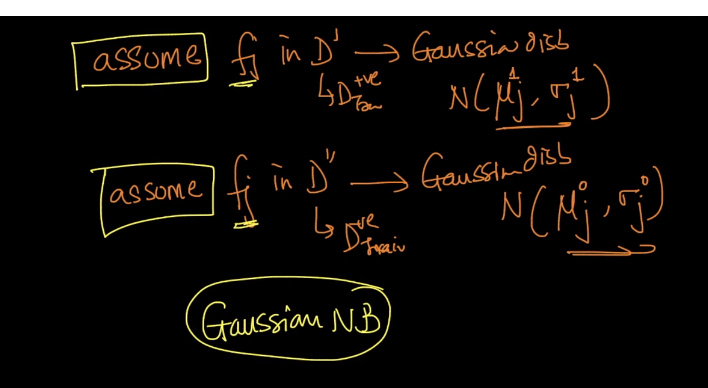 assume fj in D' → Gaussian dist
↳ D+ve Train N(μj1, σj1)
assume fj in D'' → Gaussian dist
↳ D-ve Train N(μj0, σj0)
Gaussian NB